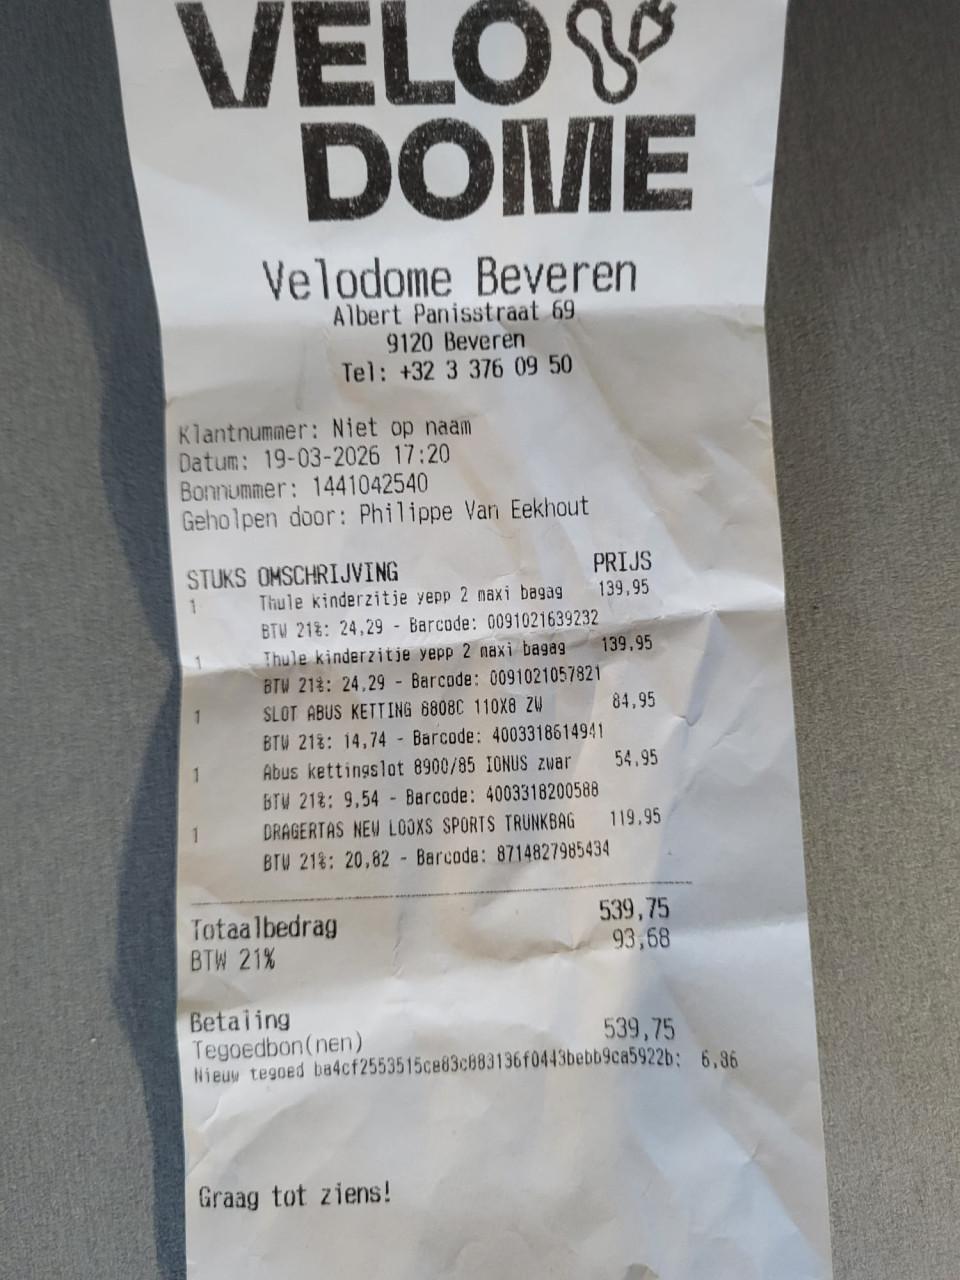 VELO
DOME
Velodome Beveren
Albert Panisstraat 69
9120 Beveren
Tel: +32 3 376 09 50
Klantnummer: Niet op naam
Datum: 19-03-2026 17:20
Bonnummer: 1441042540
Geholpen door: Philippe Van Eekhout
STUKS OMSCHRIJVING PRIJS
1 Thule kinderzitje yepp 2 maxi bagag 139,95
BTW 21%: 24,29 - Barcode: 0091021639232
1 Thule kinderzitje yepp 2 maxi bagag 139,95
BTW 21%: 24,29 - Barcode: 0091021057821
1 SLOT ABUS KETTING 6808C 110X8 ZW 84,95
BTW 21%: 14,74 - Barcode: 4003318614941
1 Abus kettingslot 8900/85 IONUS zwar 54,95
BTW 21%: 9,54 - Barcode: 4003318200588
1 DRAGERTAS NEW LOOXS SPORTS TRUNKBAG 119,95
BTW 21%: 20,82 - Barcode: 8714827985434
Totaalbedrag 539,75
BTW 21% 93,68
Betaling
Tegoedbon(nen) 539,75
Nieuw tegoed
Graag tot ziens!